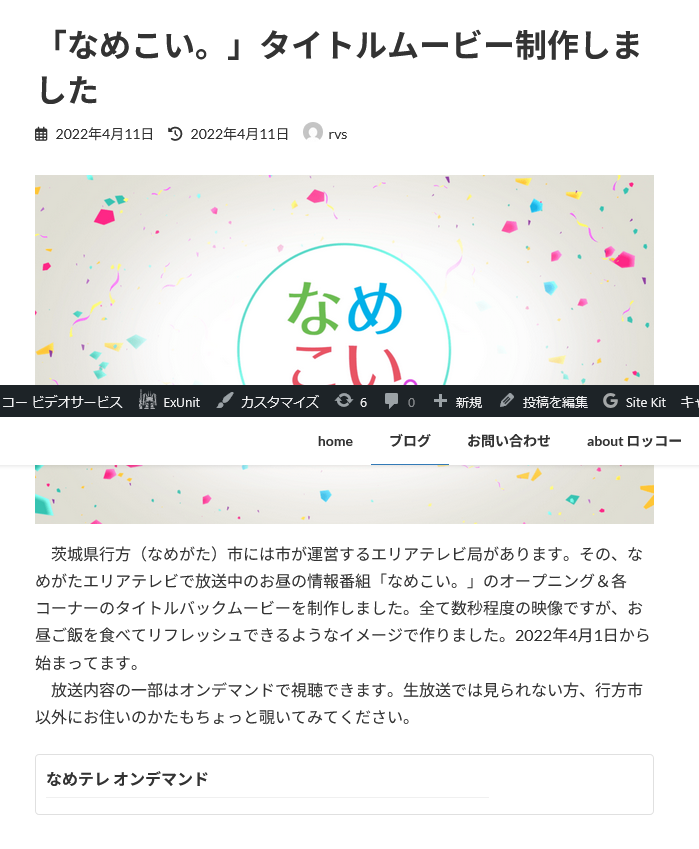 「なめこい。」タイトルムービー制作しま
した
2022年4月11日 2022年4月11日 rvs
なめ
こい。
コー ビデオサービス ExUnit カスタマイズ 6 0 新規 投稿を編集 Site Kit キャ
home ブログ お問い合わせ about ロッコー
茨城県行方（なめがた）市には市が運営するエリアテレビ局があります。その、な
めがたエリアテレビで放送中のお昼の情報番組「なめこい。」のオープニング＆各
コーナーのタイトルバックムービーを制作しました。全て数秒程度の映像ですが、お
昼ご飯を食べてリフレッシュできるようなイメージで作りました。2022年4月1日から
始まってます。
放送内容の一部はオンデマンドで視聴できます。生放送では見られない方、行方市
以外にお住いのかたもちょっと覗いてみてください。
なめテレ オンデマンド